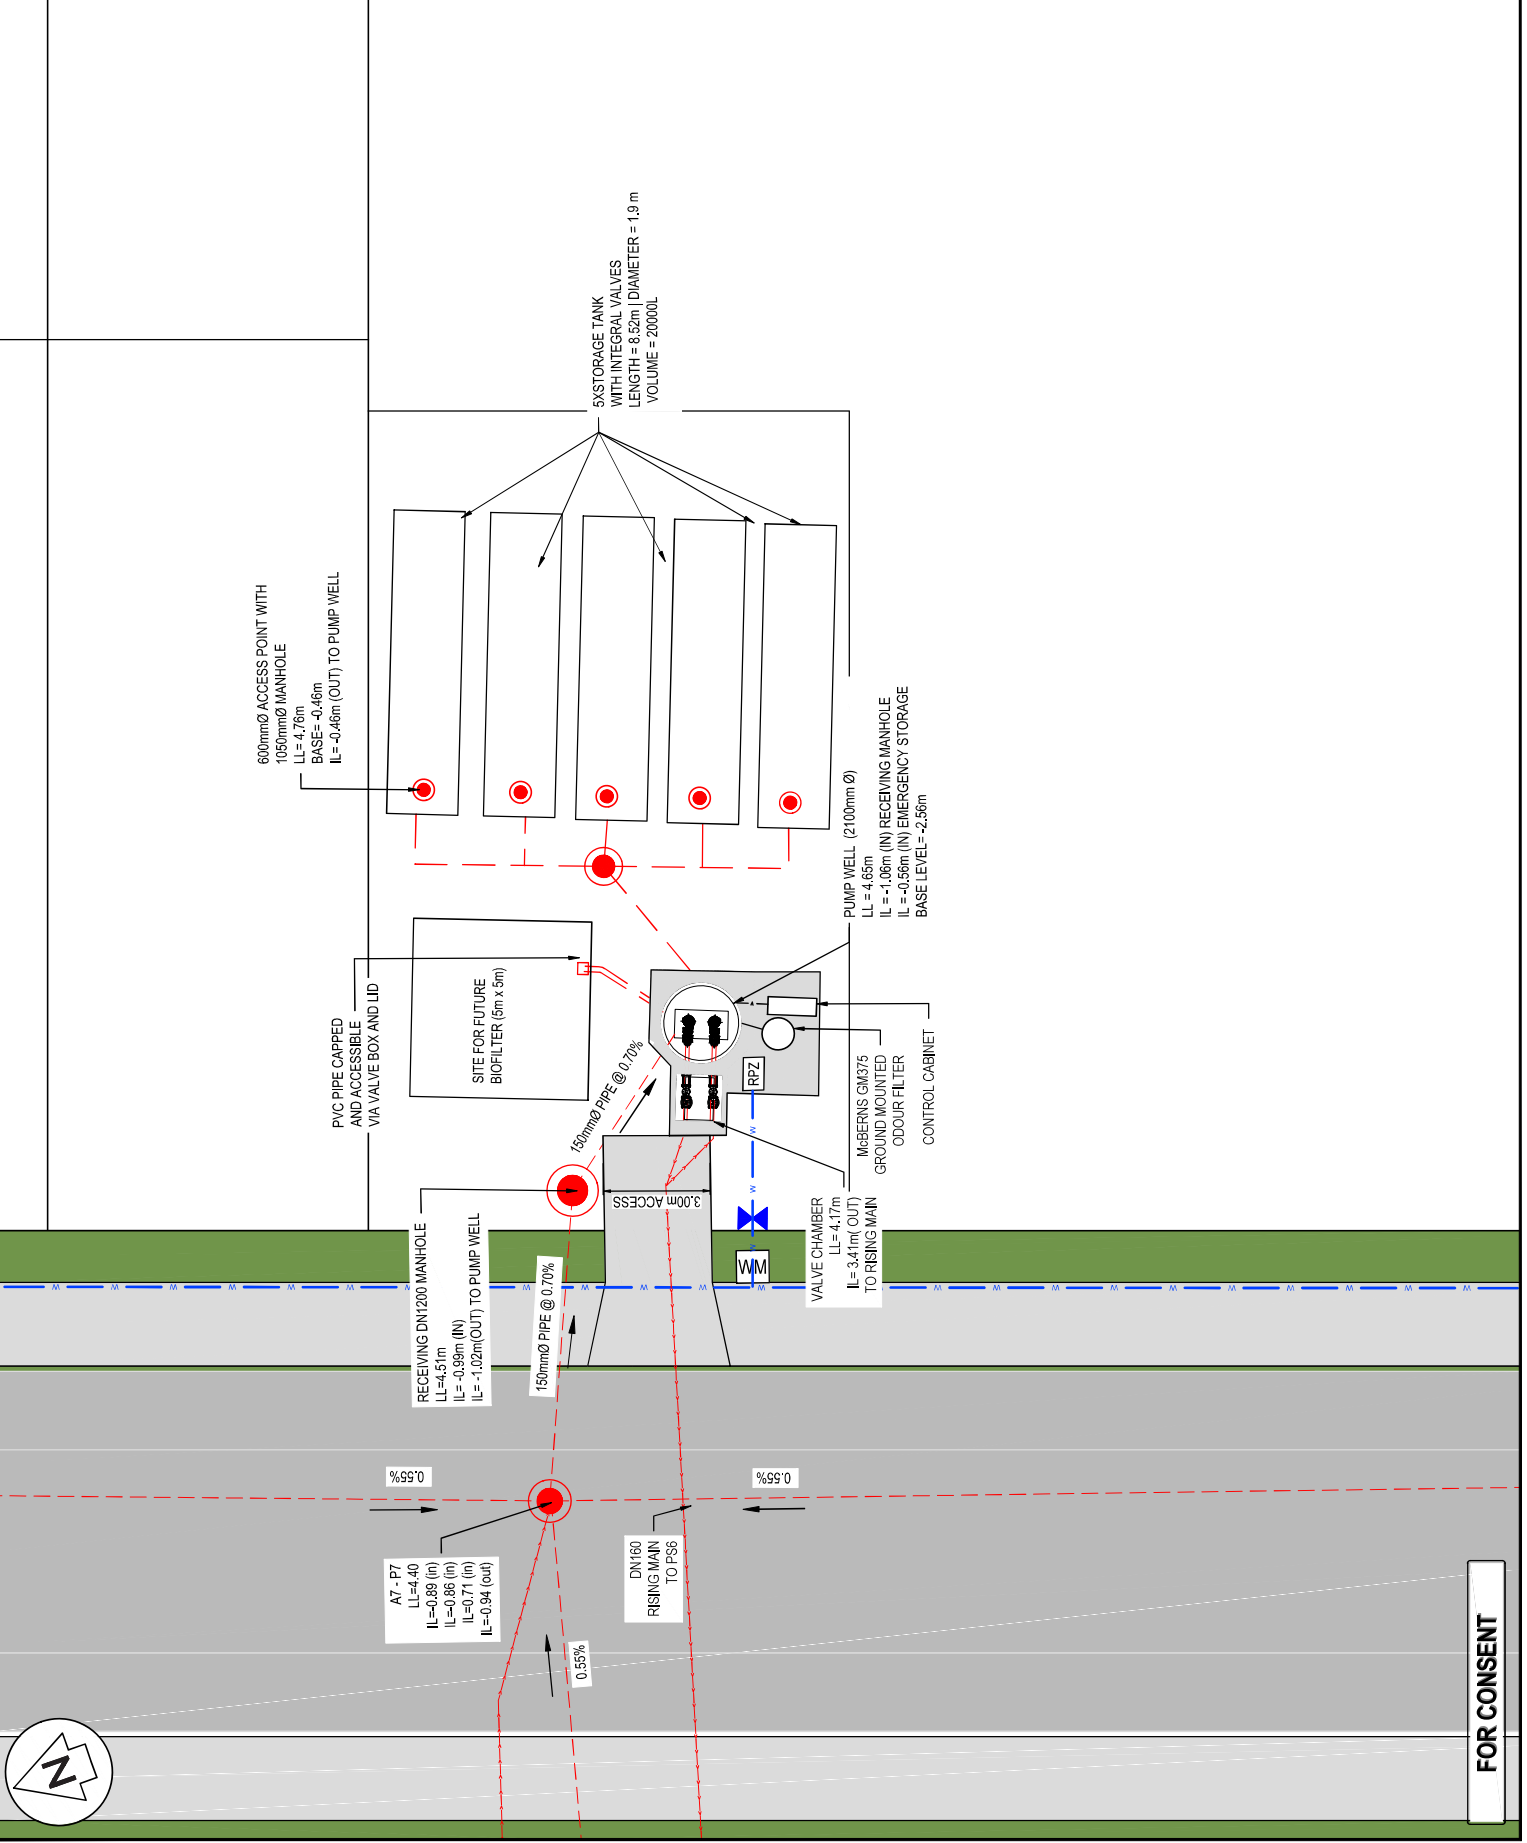 5XSTORAGE TANK
WITH INTEGRAL VALVES
LENGTH = 8.52m | DIAMETER = 1.9 m
VOLUME = 20000L
600mmØ ACCESS POINT WITH
1050mmØ MANHOLE
LL= 4.76m
BASE= -0.46m
IL= -0.46m (OUT) TO PUMP WELL
PUMP WELL (2100mm Ø)
LL = 4.65m
IL = -1.06m (IN) RECEIVING MANHOLE
IL = -0.56m (IN) EMERGENCY STORAGE
BASE LEVEL= -2.56m
PVC PIPE CAPPED
AND ACCESSIBLE
VIA VALVE BOX AND LID
SITE FOR FUTURE
BIOFILTER (5m x 5m)
150mmØ PIPE @ 0.70%
RPZ
McBERNS GM375
GROUND MOUNTED
ODOUR FILTER
CONTROL CABINET
3.00m ACCESS
WM
VALVE CHAMBER
LL= 4.17m
IL= 3.41m( OUT)
TO RISING MAIN
RECEIVING DN1200 MANHOLE
LL=4.51m
IL= -0.99m (IN)
IL= -1.02m(OUT) TO PUMP WELL
150mmØ PIPE @ 0.70%
W W W W W W W W W W W W W W W W W W W W W W W W W W W W
0.55%
0.55%
A7 - P7
LL=4.40
IL=-0.89 (in)
IL=-0.86 (in)
IL=0.71 (in)
IL=-0.94 (out)
DN160
RISING MAIN
TO PS6
0.55%
N
FOR CONSENT